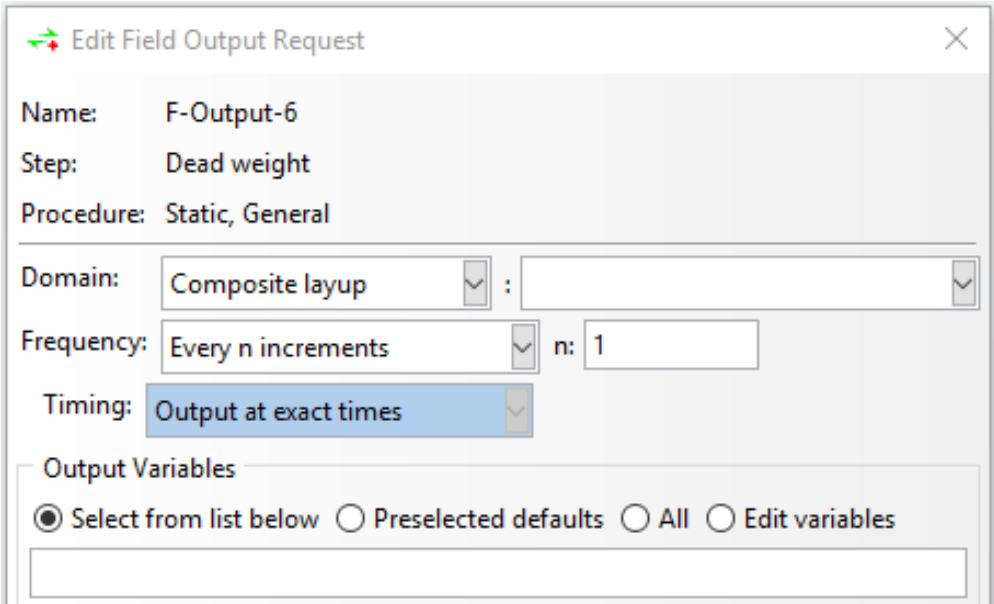 Edit Field Output Request
Name: F-Output-6
Step: Dead weight
Procedure: Static, General
Domain: Composite layup :
Frequency: Every n increments n: 1
Timing: Output at exact times
Output Variables
Select from list below Preselected defaults All Edit variables